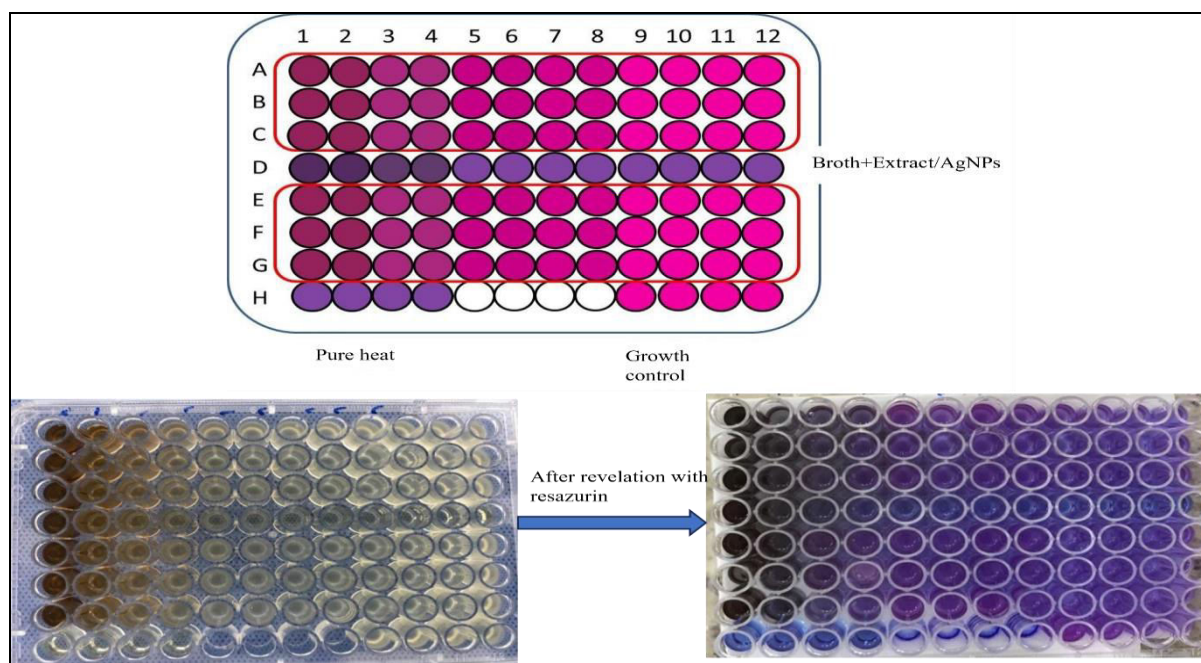 1 2 3 4 5 6 7 8 9 10 11 12
A
B
C
D
Broth+Extract/AgNPs
E
F
G
H
Pure heat
Growth
control
After revelation with
resazurin